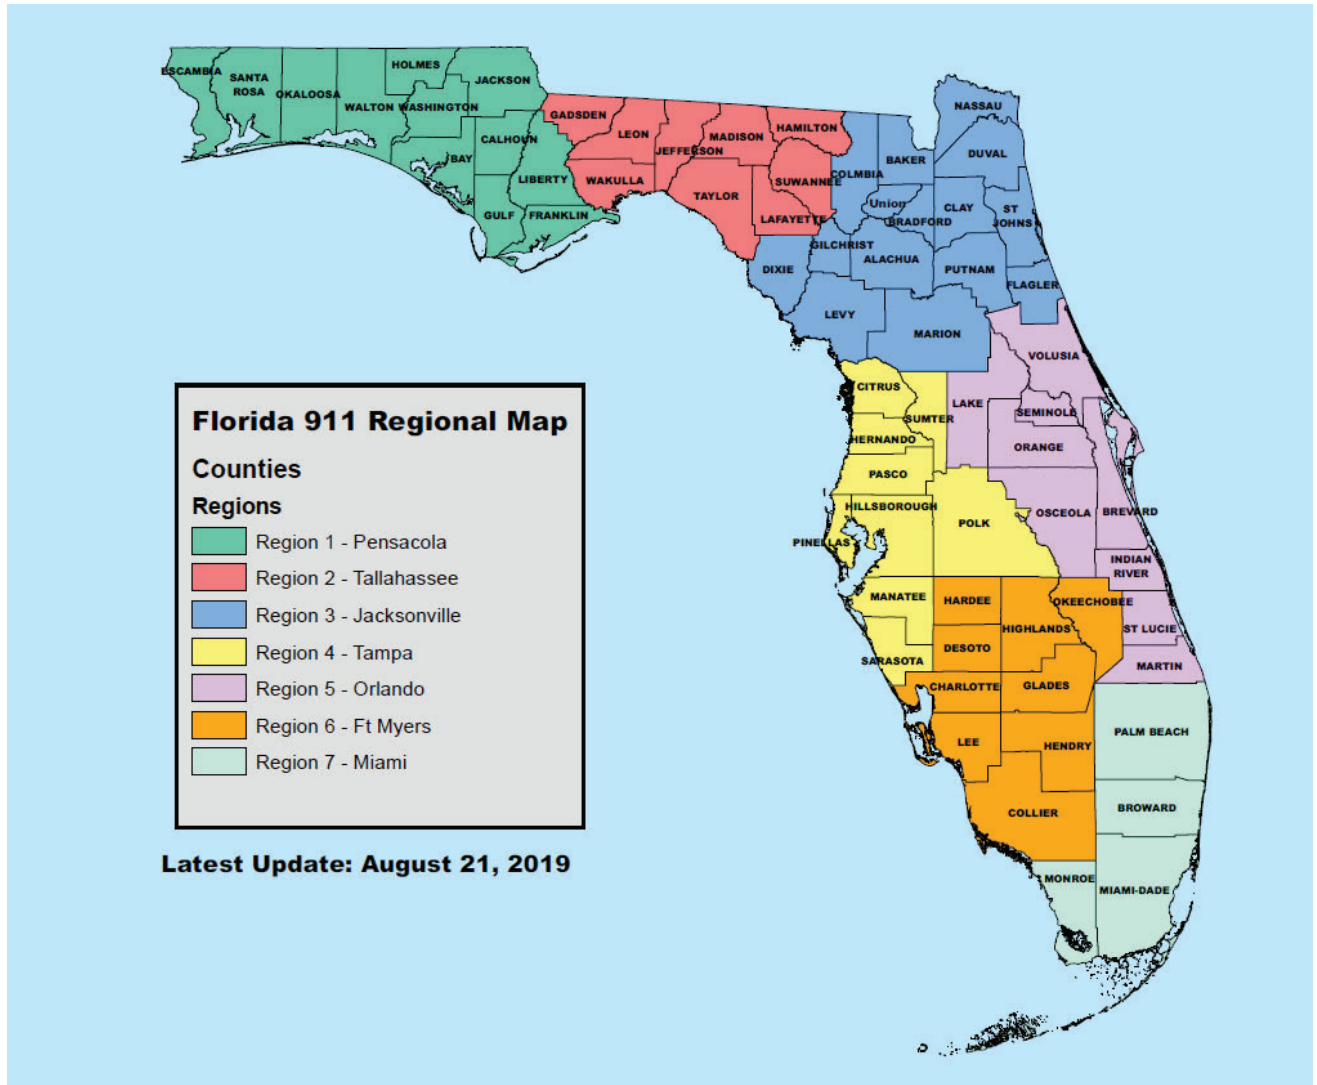 ESCAMBIA
SANTA
ROSA
OKALOOSA
WALTON
HOLMES
WASHINGTON
JACKSON
BAY
CALHOUN
LIBERTY
GULF
FRANKLIN
GADSDEN
LEON
WAKULLA
JEFFERSON
MADISON
TAYLOR
HAMILTON
SUWANNEE
LAFAYETTE
COLMBIA
BAKER
NASSAU
DUVAL
Union
BRADFORD
CLAY
ST
JOHNS
GILCHRIST
ALACHUA
PUTNAM
DIXIE
FLAGLER
LEVY
MARION
VOLUSIA
CITRUS
SUMTER
LAKE
SEMINOLE
HERNANDO
ORANGE
PASCO
HILLSBOROUGH
POLK
OSCEOLA
BREVARD
PINELLAS
INDIAN
RIVER
MANATEE
HARDEE
OKEECHOBEE
HIGHLANDS
ST LUCIE
DESOTO
SARASOTA
MARTIN
CHARLOTTE
GLADES
LEE
HENDRY
PALM BEACH
COLLIER
BROWARD
MONROE
MIAMI-DADE
Florida 911 Regional Map
Counties
Regions
Region 1 - Pensacola
Region 2 - Tallahassee
Region 3 - Jacksonville
Region 4 - Tampa
Region 5 - Orlando
Region 6 - Ft Myers
Region 7 - Miami
Latest Update: August 21, 2019